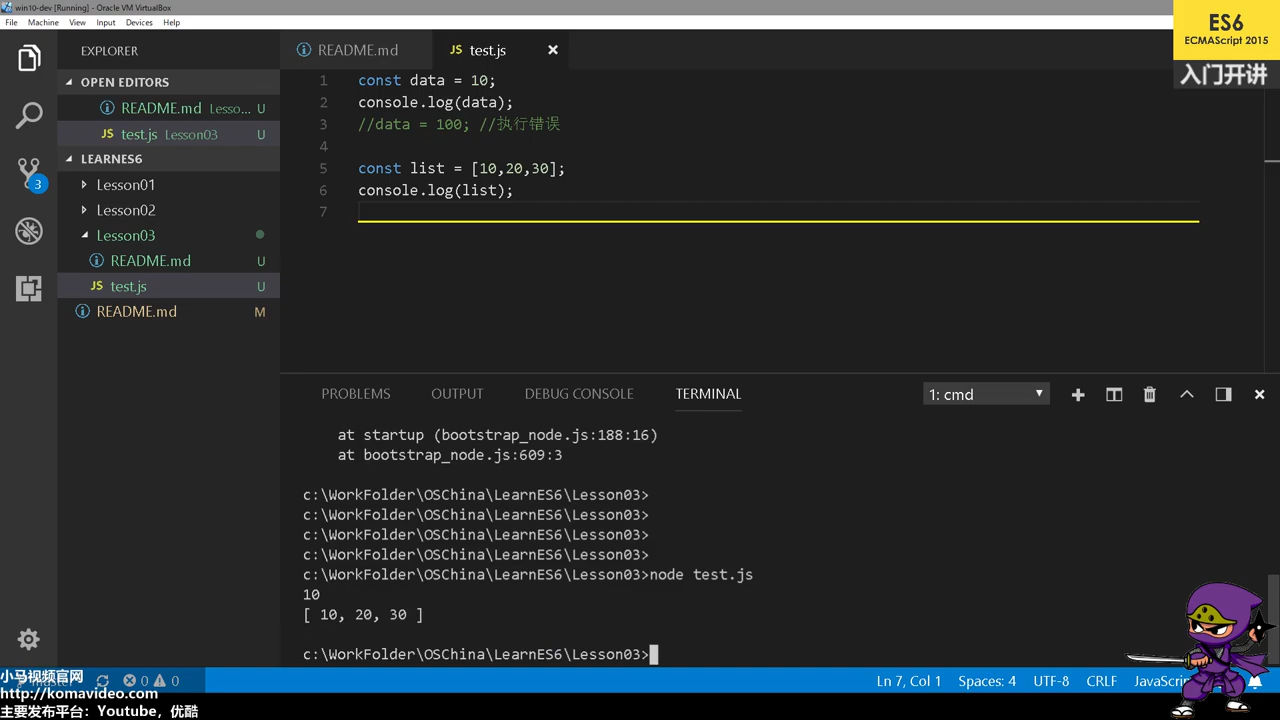 win10-dev [Running] - Oracle VM VirtualBox
File Machine View Input Devices Help
ES6
ECMAScript 2015
入门开讲
EXPLORER
OPEN EDITORS
README.md Lesso... U
JS test.js Lesson03 U
LEARNES6
Lesson01
Lesson02
Lesson03
README.md U
JS test.js U
README.md M
3
README.md JS test.js
1 const data = 10;
2 console.log(data);
3 //data = 100; //执行错误
4
5 const list = [10,20,30];
6 console.log(list);
7
PROBLEMS OUTPUT DEBUG CONSOLE TERMINAL 1: cmd
at startup (bootstrap_node.js:188:16)
at bootstrap_node.js:609:3
c:\WorkFolder\OSChina\LearnES6\Lesson03>
c:\WorkFolder\OSChina\LearnES6\Lesson03>
c:\WorkFolder\OSChina\LearnES6\Lesson03>
c:\WorkFolder\OSChina\LearnES6\Lesson03>
c:\WorkFolder\OSChina\LearnES6\Lesson03>node test.js
10
[ 10, 20, 30 ]
c:\WorkFolder\OSChina\LearnES6\Lesson03>
0 0 Ln 7, Col 1 Spaces: 4 UTF-8 CRLF
小马视频官网
http://komavideo.com
主要发布平台：Youtube，优酷